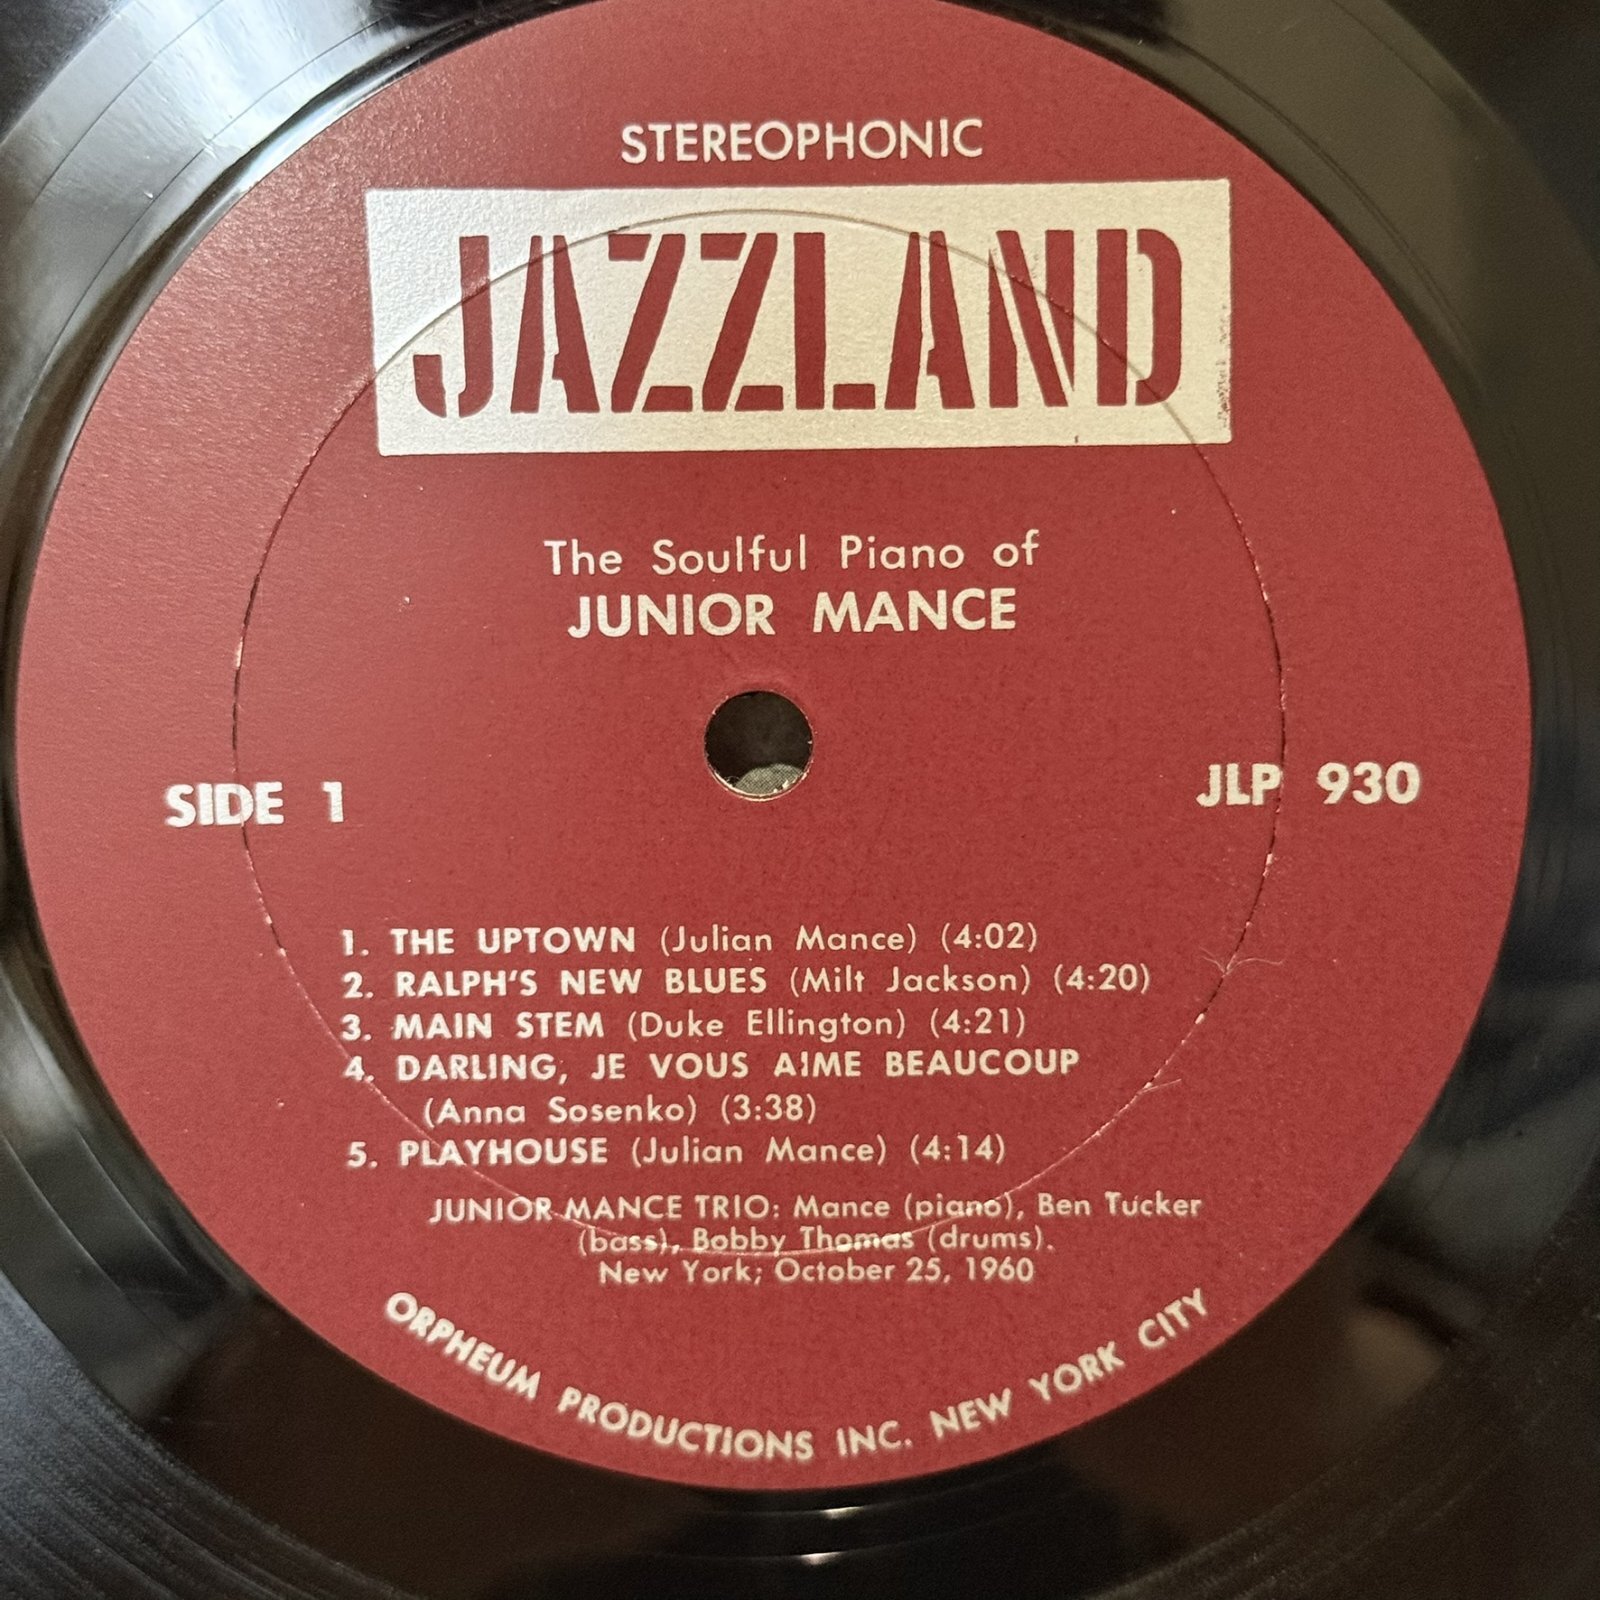 STEREOPHONIC
JAZZLAND
The Soulful Piano of
JUNIOR MANCE
SIDE 1
JLP 930
1. THE UPTOWN (Julian Mance) (4:02)
2. RALPH'S NEW BLUES (Milt Jackson) (4:20)
3. MAIN STEM (Duke Ellington) (4:21)
4. DARLING, JE VOUS AIME BEAUCOUP
(Anna Sosenko) (3:38)
5. PLAYHOUSE (Julian Mance) (4:14)
JUNIOR MANCE TRIO: Mance (piano), Ben Tucker
(bass), Bobby Thomas (drums).
New York; October 25, 1960
ORPHEUM PRODUCTIONS INC. NEW YORK CITY